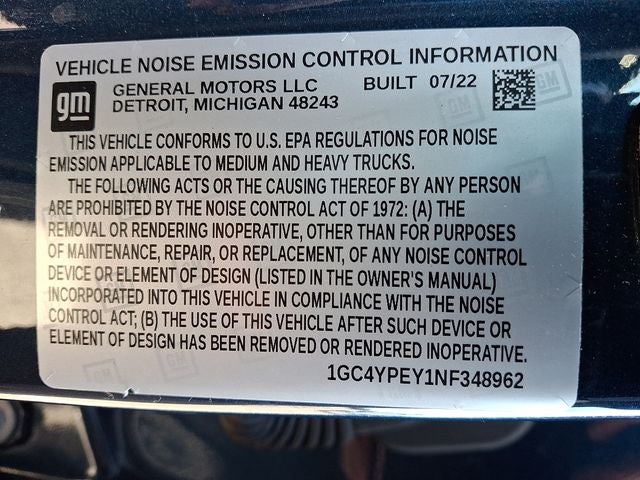 VEHICLE NOISE EMISSION CONTROL INFORMATION
gm GENERAL MOTORS LLC BUILT 07/22
DETROIT, MICHIGAN 48243
THIS VEHICLE CONFORMS TO U.S. EPA REGULATIONS FOR NOISE
EMISSION APPLICABLE TO MEDIUM AND HEAVY TRUCKS.
THE FOLLOWING ACTS OR THE CAUSING THEREOF BY ANY PERSON
ARE PROHIBITED BY THE NOISE CONTROL ACT OF 1972: (A) THE
REMOVAL OR RENDERING INOPERATIVE, OTHER THAN FOR PURPOSES
OF MAINTENANCE, REPAIR, OR REPLACEMENT, OF ANY NOISE CONTROL
DEVICE OR ELEMENT OF DESIGN (LISTED IN THE OWNER'S MANUAL)
INCORPORATED INTO THIS VEHICLE IN COMPLIANCE WITH THE NOISE
CONTROL ACT; (B) THE USE OF THIS VEHICLE AFTER SUCH DEVICE OR
ELEMENT OF DESIGN HAS BEEN REMOVED OR RENDERED INOPERATIVE.
1GC4YPEY1NF348962